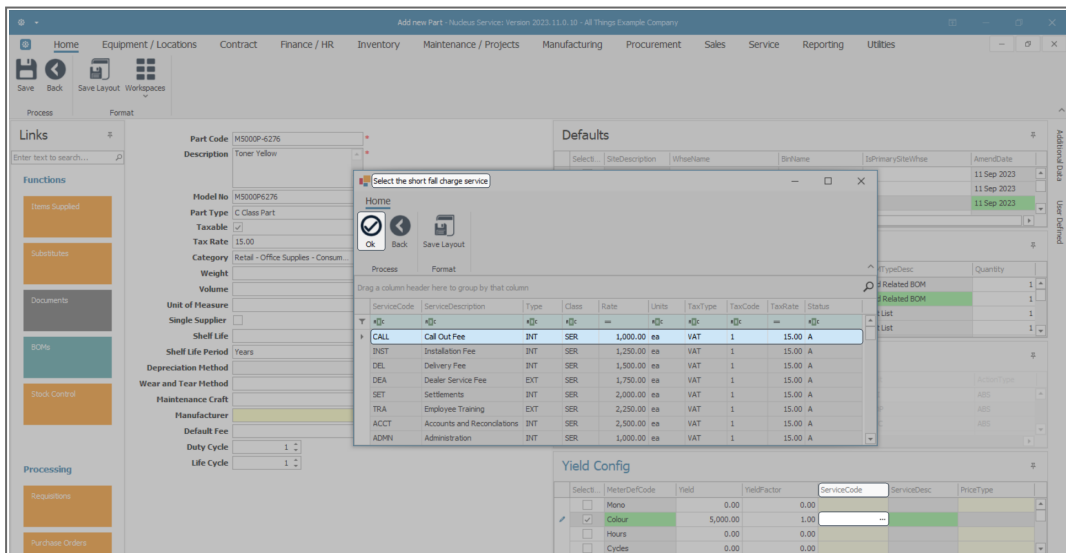 Add new Part - Nucleus Service: Version 2023.11.0.10 - All Things Example Company
Home Equipment / Locations Contract Finance / HR Inventory Maintenance / Projects Manufacturing Procurement Sales Service Reporting Utilities
Save Back Save Layout Workspaces
Process Format
Links
Enter text to search...
Functions
Items Supplied
Substitutes
Documents
BOMs
Stock Control
Processing
Requisitions
Purchase Orders
Part Code M5000P-6276 *
Description Toner Yellow *
Model No M5000P6276
Part Type C Class Part
Taxable
Tax Rate 15.00
Category Retail - Office Supplies - Consum...
Weight
Volume
Unit of Measure
Single Supplier
Shelf Life
Shelf Life Period Years
Depreciation Method
Wear and Tear Method
Maintenance Craft
Manufacturer
Default Fee
Duty Cycle 1
Life Cycle 1
Select the short fall charge service
Home
Ok Back Save Layout
Process Format
Drag a column header here to group by that column
ServiceCode ServiceDescription Type Class Rate Units TaxType TaxCode TaxRate Status
CALL Call Out Fee INT SER 1,000.00 ea VAT 1 15.00 A
INST Installation Fee INT SER 1,250.00 ea VAT 1 15.00 A
DEL Delivery Fee INT SER 1,500.00 ea VAT 1 15.00 A
DEA Dealer Service Fee EXT SER 1,750.00 ea VAT 1 15.00 A
SET Settlements INT SER 2,000.00 ea VAT 1 15.00 A
TRA Employee Training EXT SER 2,250.00 ea VAT 1 15.00 A
ACCT Accounts and Reconcilations INT SER 2,500.00 ea VAT 1 15.00 A
ADMN Administration INT SER 1,000.00 ea VAT 1 15.00 A
Defaults
Selecti... SiteDescription WhseName BinName IsPrimarySiteWhse AmendDate
11 Sep 2023
11 Sep 2023
11 Sep 2023
Additional Data
User Defined
TypeDesc Quantity
d Related BOM 1
d Related BOM 1
t List 1
t List 1
ABS
ABS
ABS
Yield Config
Selecti... MeterDefCode Yield YieldFactor ServiceCode ServiceDesc PriceType
Mono 0.00 0.00
Colour 5,000.00 1.00 ...
Hours 0.00 0.00
Cycles 0.00 0.00